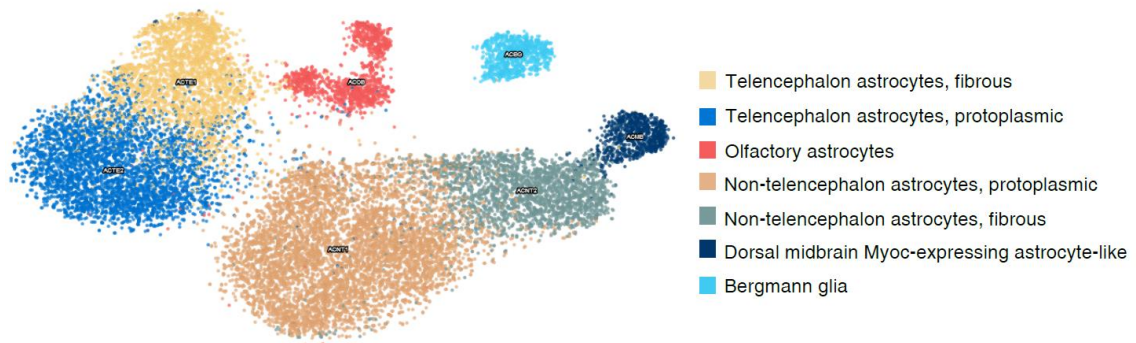 ACTE1
ACOB
ACBG
ACMB
ACTE2
ACNT2
ACNT1
Telencephalon astrocytes, fibrous
Telencephalon astrocytes, protoplasmic
Olfactory astrocytes
Non-telencephalon astrocytes, protoplasmic
Non-telencephalon astrocytes, fibrous
Dorsal midbrain Myoc-expressing astrocyte-like
Bergmann glia